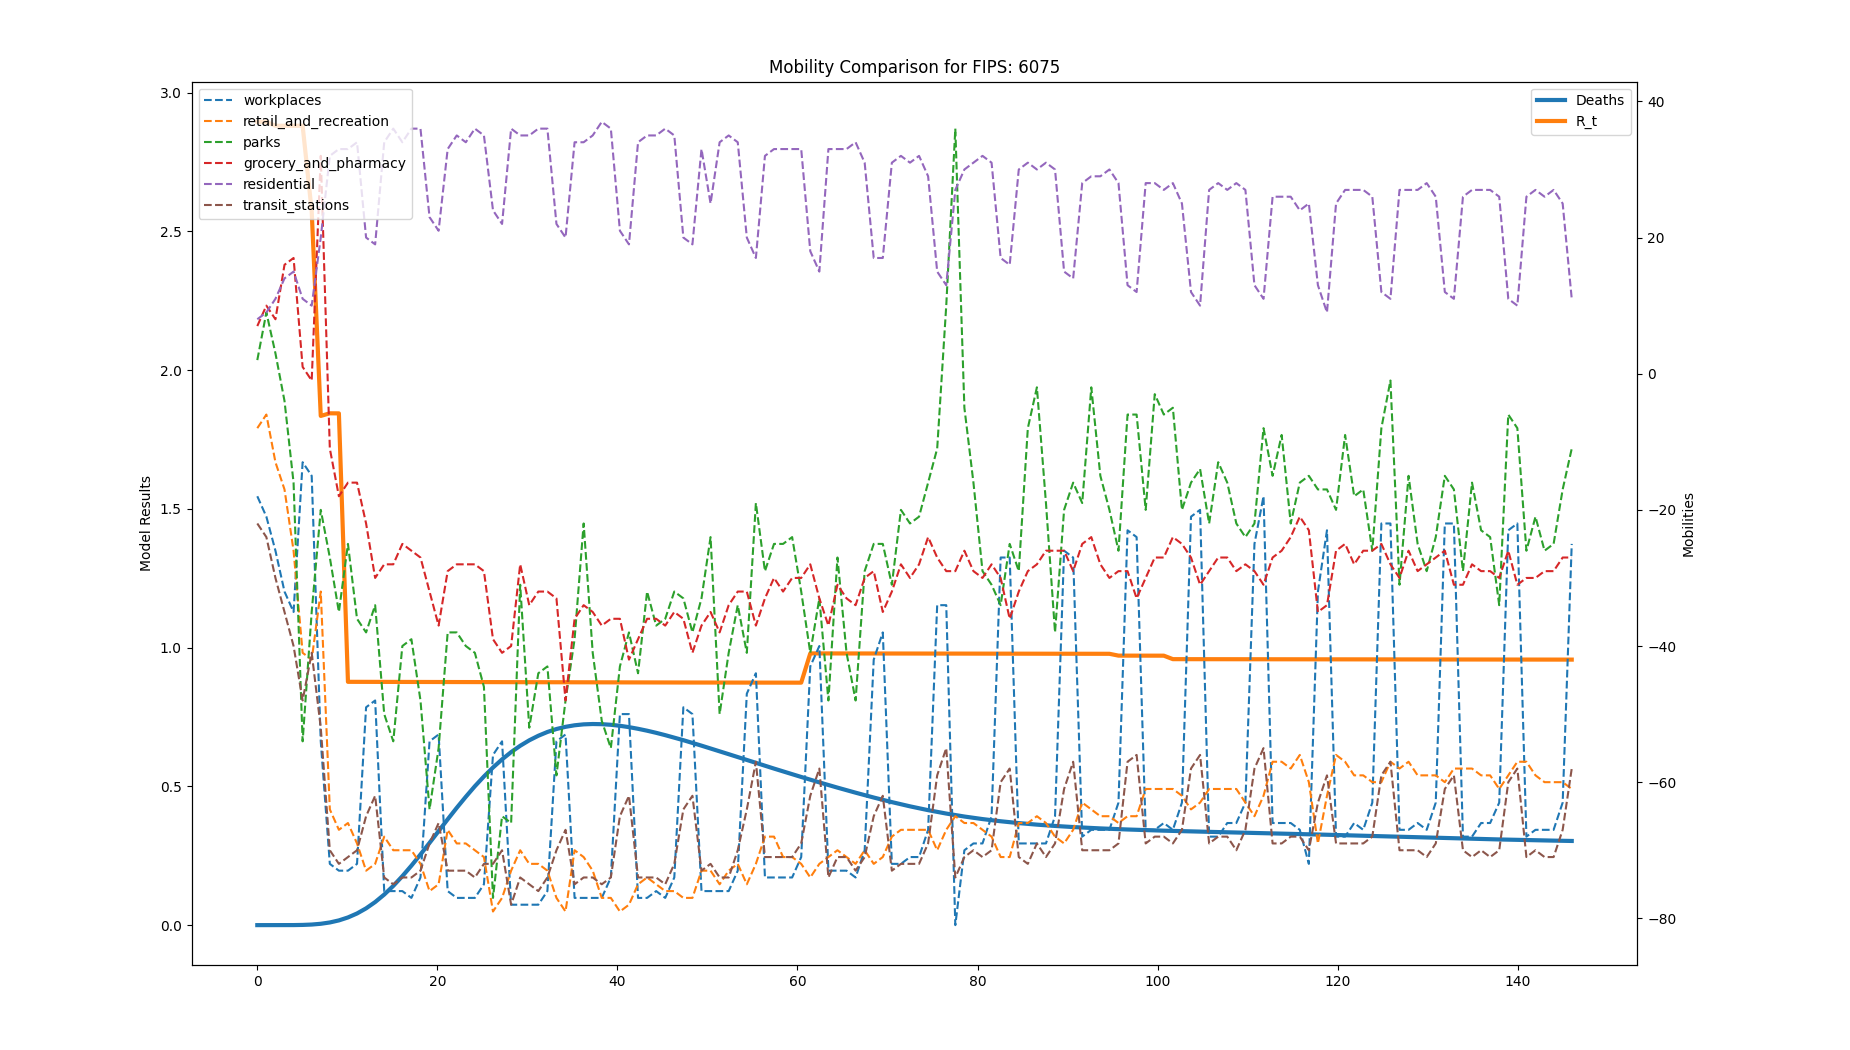 Mobility Comparison for FIPS: 6075
workplaces
retail_and_recreation
parks
grocery_and_pharmacy
residential
transit_stations
Deaths
R_t
3.0
2.5
2.0
1.5
1.0
0.5
0.0
Model Results
40
20
0
−20
−40
−60
−80
Mobilities
0 20 40 60 80 100 120 140